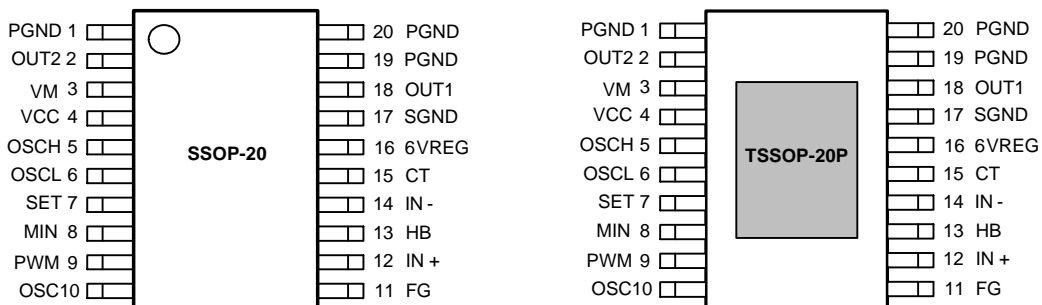 PGND 1
20 PGND
OUT2 2
19 PGND
VM 3
18 OUT1
VCC 4
17 SGND
OSCH 5
16 6VREG
OSCL 6
15 CT
SET 7
14 IN -
MIN 8
13 HB
PWM 9
12 IN +
OSC10
11 FG
SSOP-20
PGND 1
20 PGND
OUT2 2
19 PGND
VM 3
18 OUT1
VCC 4
17 SGND
OSCH 5
16 6VREG
OSCL 6
15 CT
SET 7
14 IN -
MIN 8
13 HB
PWM 9
12 IN +
OSC10
11 FG
TSSOP-20P